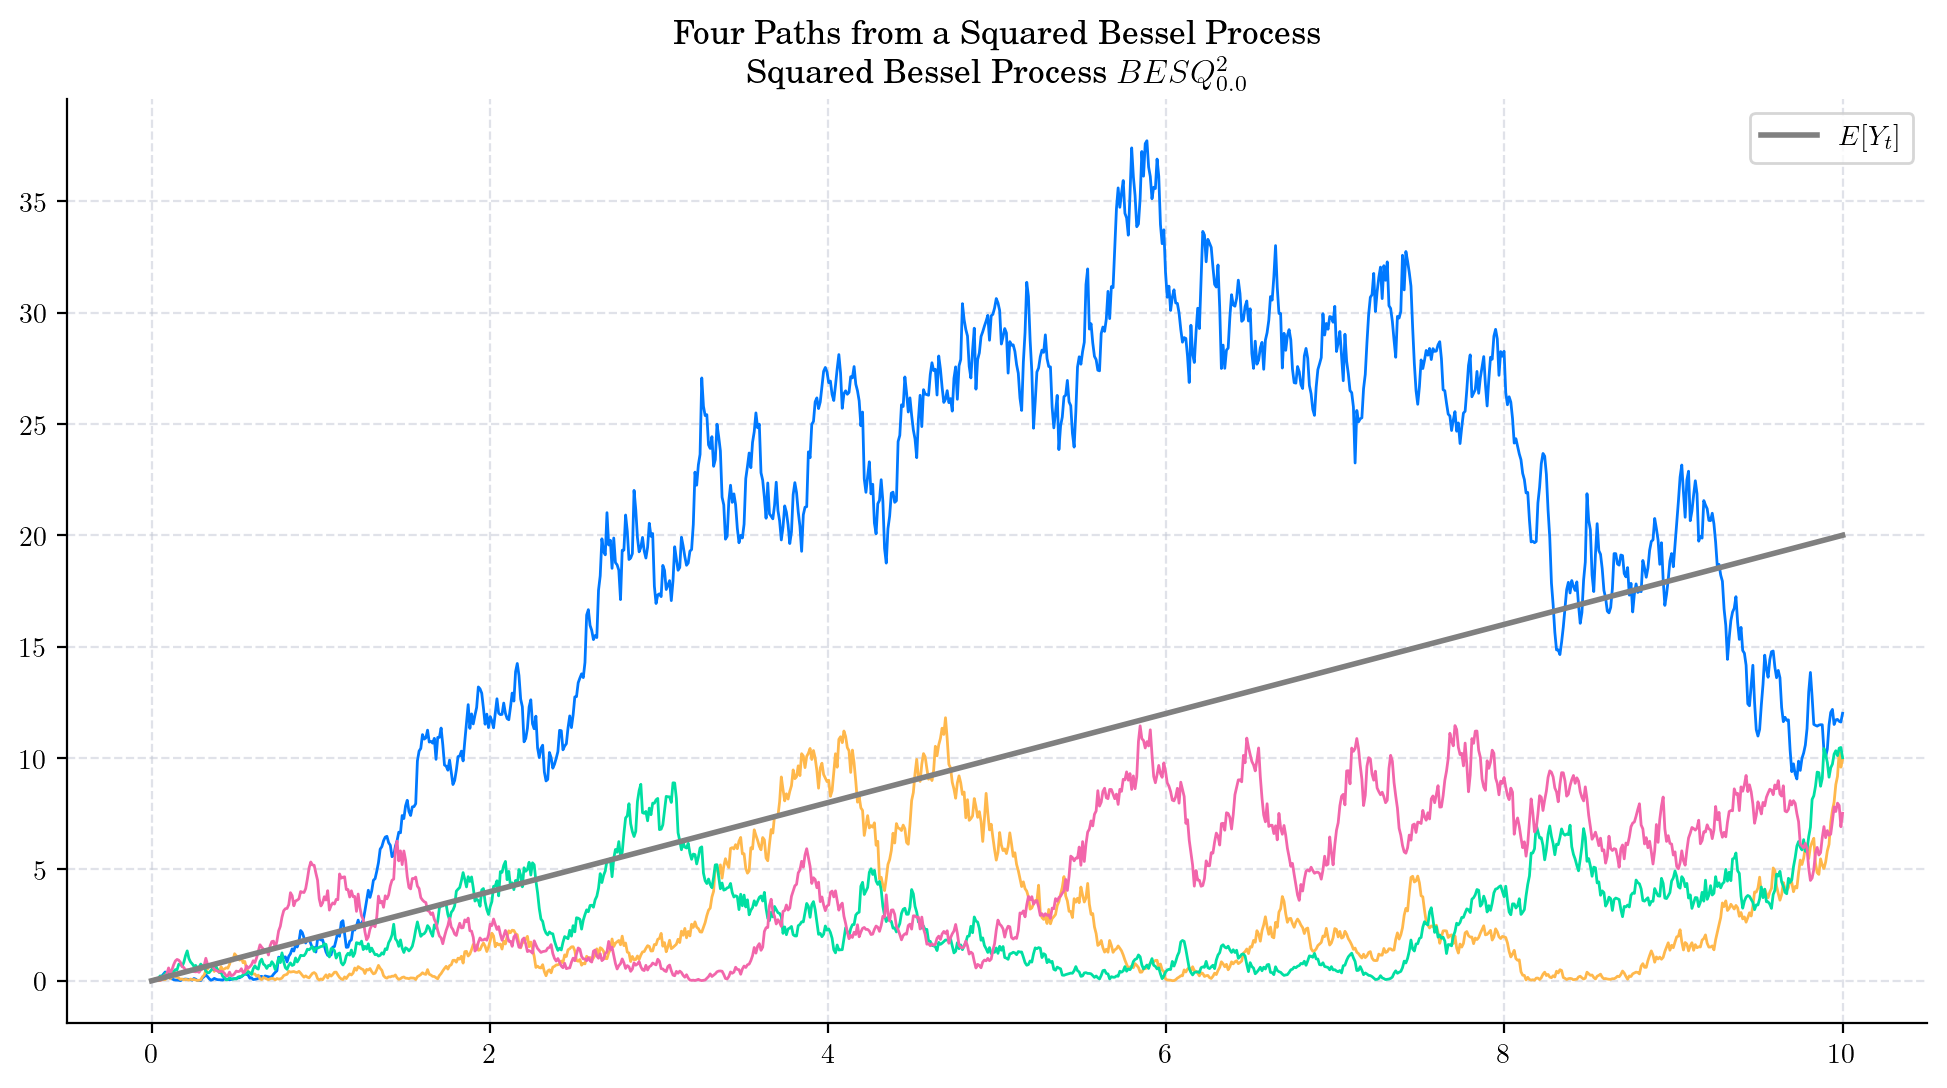 Four Paths from a Squared Bessel Process
Squared Bessel Process $BESQ^{2}_{0.0}$
$E[Y_t]$
35
30
25
20
15
10
5
0
0 2 4 6 8 10